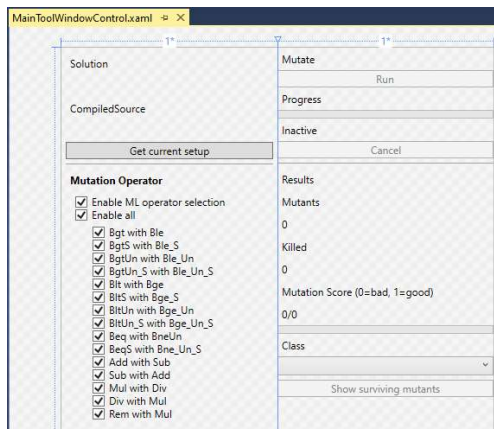 MainToolWindowControl.xaml
1* 1*
Solution
CompiledSource
Get current setup
Mutation Operator
Enable ML operator selection
Enable all
Bgt with Ble
BgtS with Ble_S
BgtUn with Ble_Un
BgtUn_S with Ble_Un_S
Blt with Bge
BltS with Bge_S
BltUn with Bge_Un
BltUn_S with Bge_Un_S
Beq with BneUn
BeqS with Bne_Un_S
Add with Sub
Sub with Add
Mul with Div
Div with Mul
Rem with Mul
Mutate
Run
Progress
Inactive
Cancel
Results
Mutants
0
Killed
0
Mutation Score (0=bad, 1=good)
0/0
Class
Show surviving mutants